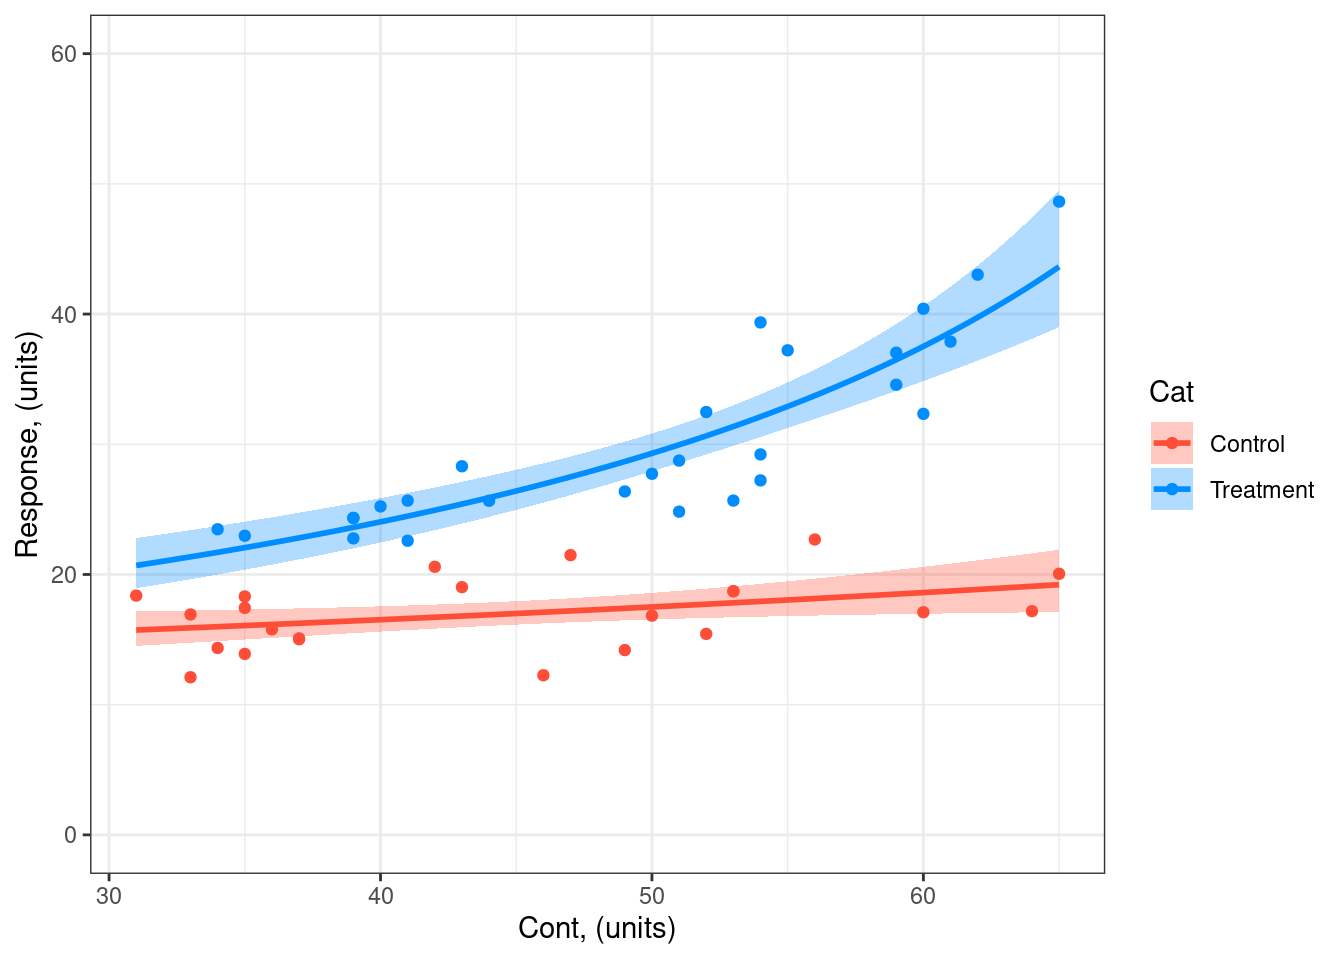 60
40
20
0
30 40 50 60
Response, (units)
Cont, (units)
Cat
Control
Treatment